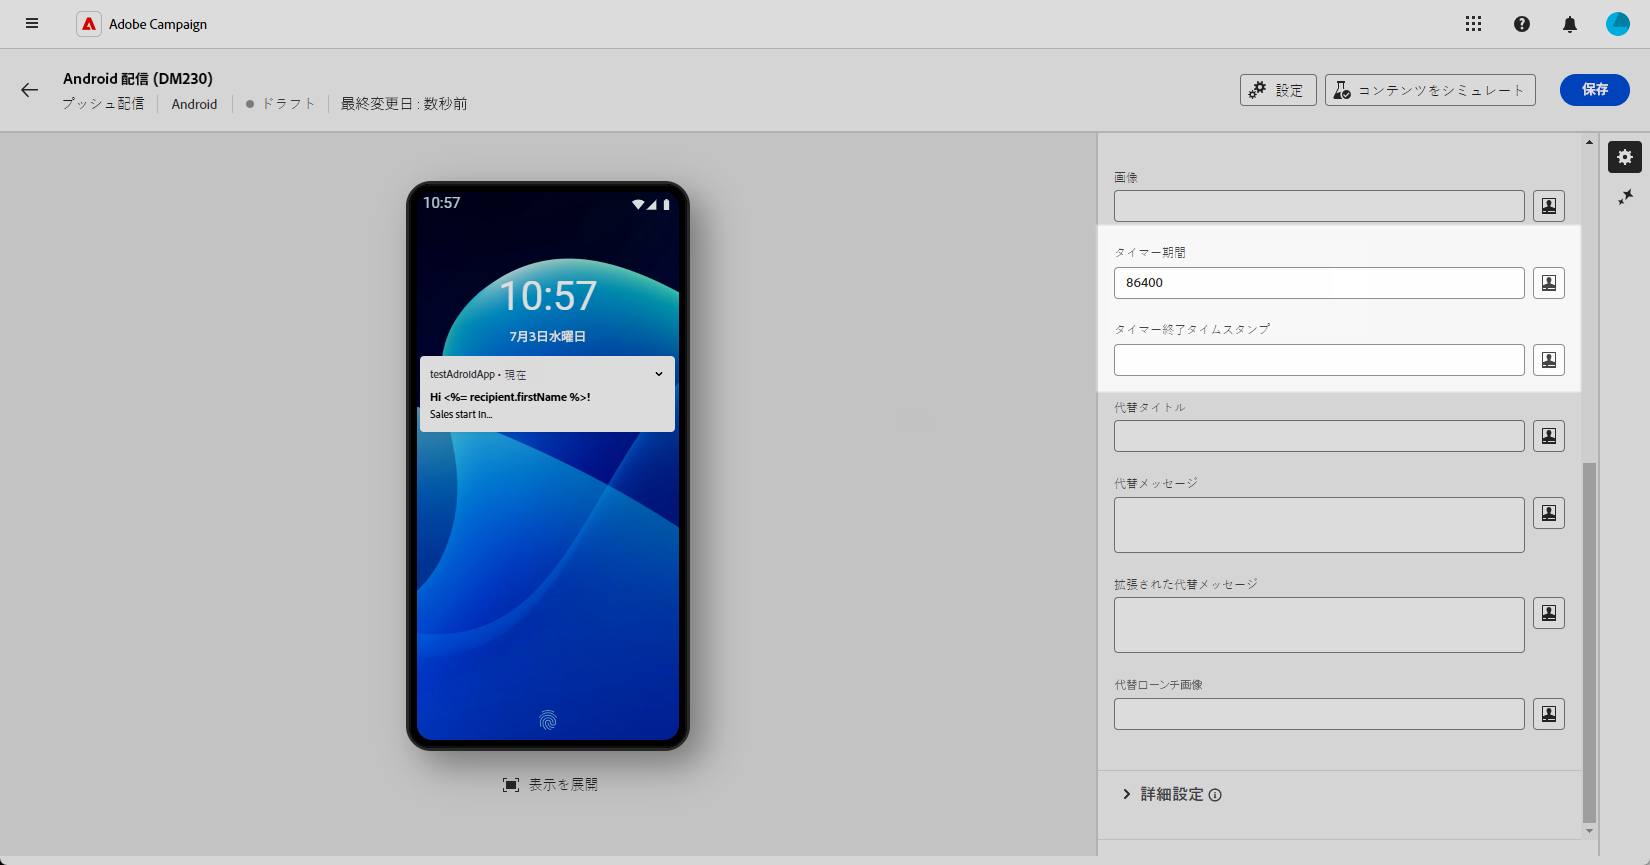 Adobe Campaign
Android 配信 (DM230)
プッシュ配信 Android ドラフト 最終変更日 : 数秒前
設定 コンテンツをシミュレート 保存
10:57
10:57
7月3日水曜日
testAdroidApp • 現在
Hi <%= recipient.firstName %>!
Sales start in...
表示を展開
画像
タイマー期間
86400
タイマー終了タイムスタンプ
代替タイトル
代替メッセージ
拡張された代替メッセージ
代替ローンチ画像
詳細設定